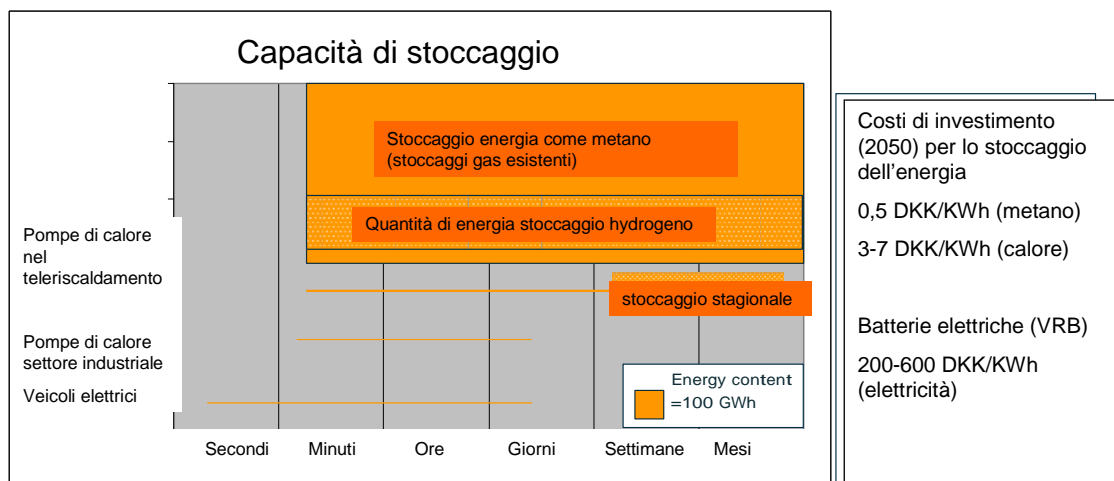 Capacità di stoccaggio
Stoccaggio energia come metano
(stoccaggi gas esistenti)
Quantità di energia stoccaggio hydrogeno
Pompe di calore
nel
teleriscaldamento
stoccaggio stagionale
Pompe di calore
settore industriale
Veicoli elettrici
Energy content
=100 GWh
Secondi
Minuti
Ore
Giorni
Settimane
Mesi
Costi di investimento
(2050) per lo stoccaggio
dell'energia
0,5 DKK/KWh (metano)
3-7 DKK/KWh (calore)
Batterie elettriche (VRB)
200-600 DKK/KWh
(elettricità)